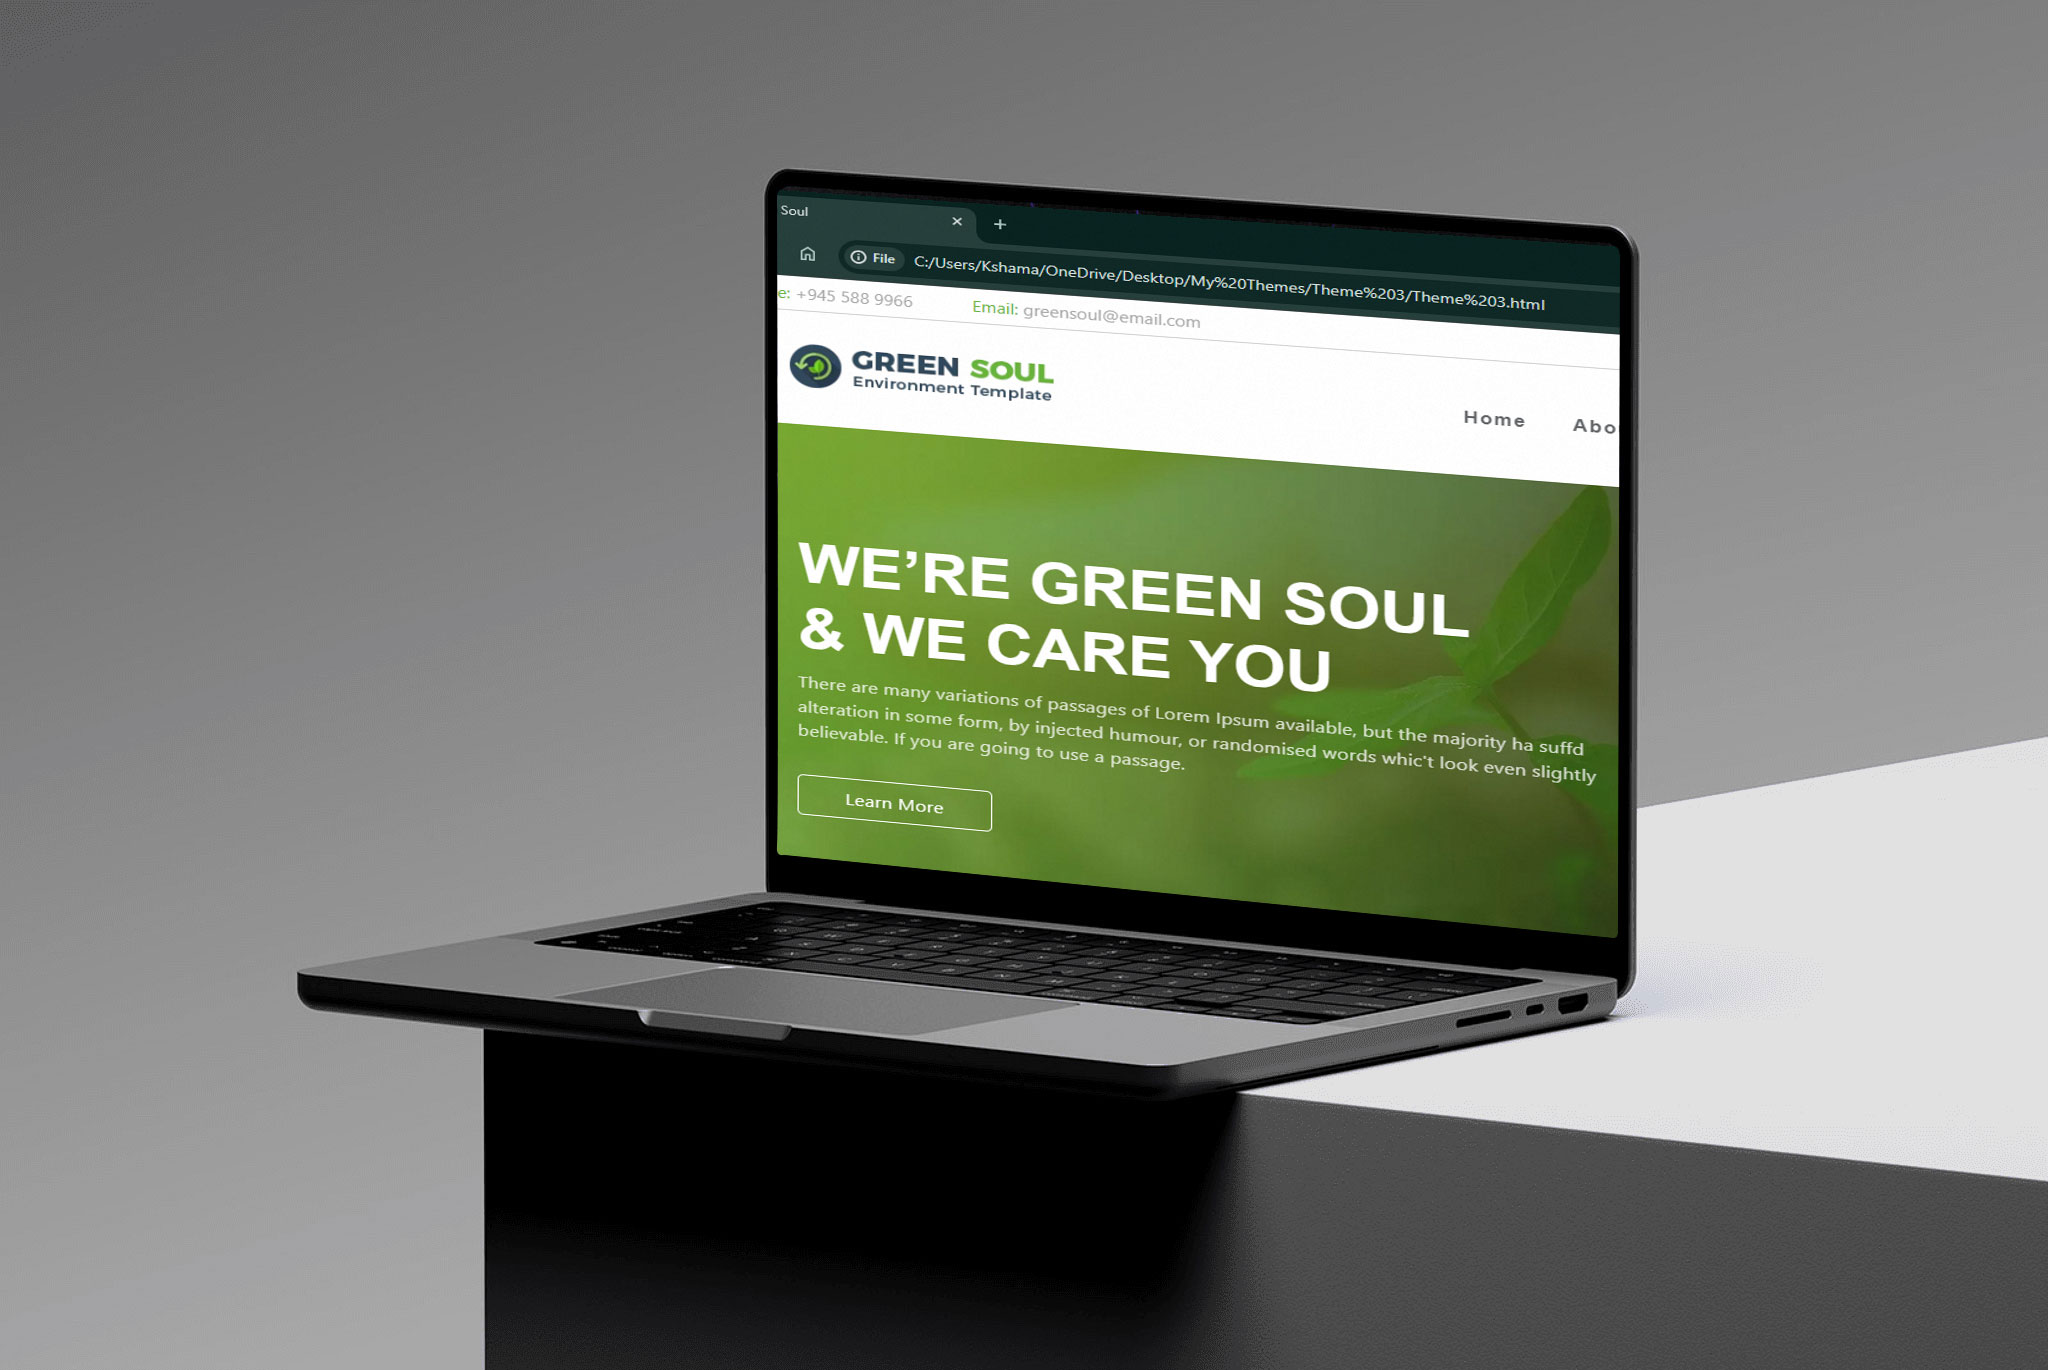 Soul
File C:/Users/Kshama/OneDrive/Desktop/My%20Themes/Theme%203/Theme%203.html
e: +945 588 9966 Email: greensoul@email.com
GREEN SOUL
Environment Template
Home Abo
WE’RE GREEN SOUL
& WE CARE YOU
There are many variations of passages of Lorem Ipsum available, but the majority ha suffd
alteration in some form, by injected humour, or randomised words whic't look even slightly
believable. If you are going to use a passage.
Learn More